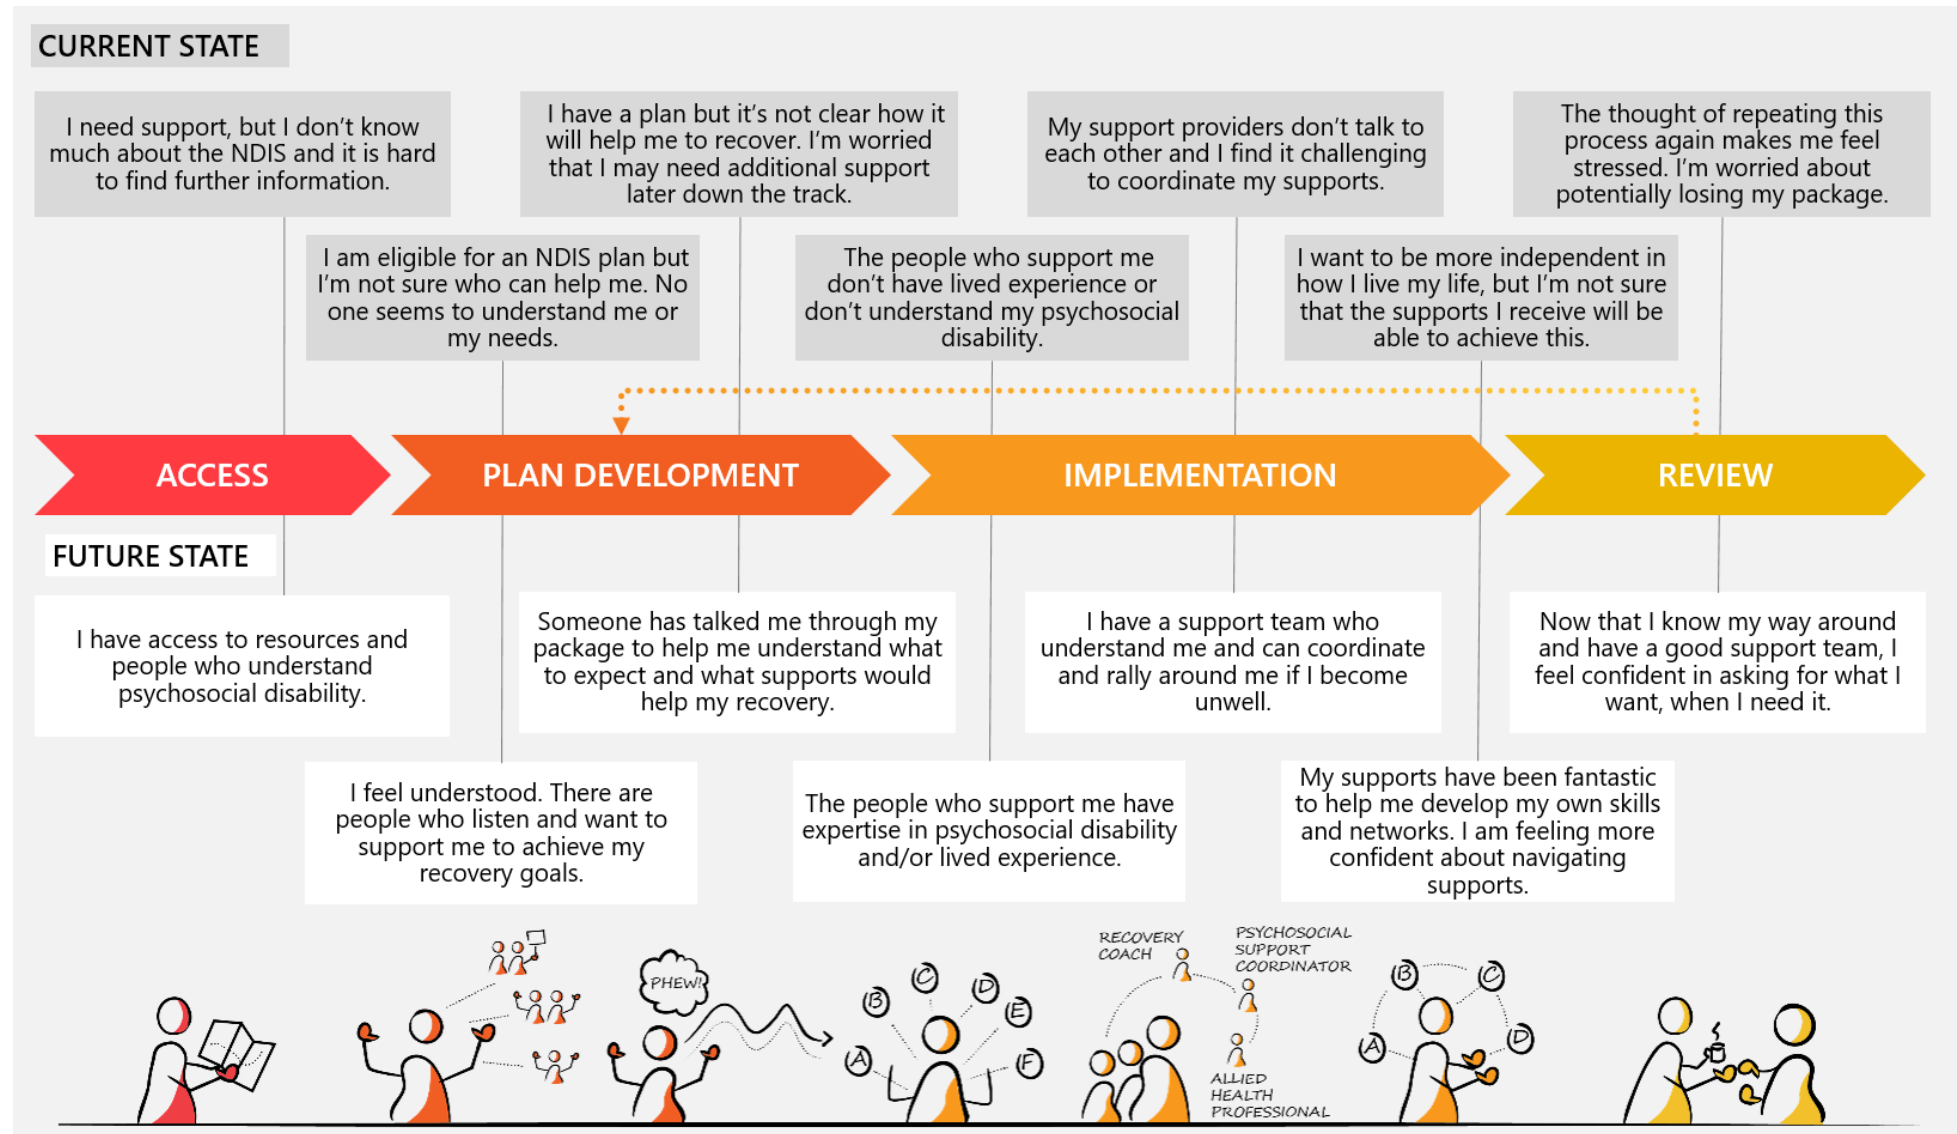 CURRENT STATE
I need support, but I don’t know
much about the NDIS and it is hard
to find further information.
I have a plan but it’s not clear how it
will help me to recover. I’m worried
that I may need additional support
later down the track.
My support providers don’t talk to
each other and I find it challenging
to coordinate my supports.
The thought of repeating this
process again makes me feel
stressed. I’m worried about
potentially losing my package.
I am eligible for an NDIS plan but
I’m not sure who can help me. No
one seems to understand me or
my needs.
The people who support me
don’t have lived experience or
don’t understand my psychosocial
disability.
I want to be more independent in
how I live my life, but I’m not sure
that the supports I receive will be
able to achieve this.
ACCESS
PLAN DEVELOPMENT
IMPLEMENTATION
REVIEW
FUTURE STATE
I have access to resources and
people who understand
psychosocial disability.
Someone has talked me through my
package to help me understand what
to expect and what supports would
help my recovery.
I have a support team who
understand me and can coordinate
and rally around me if I become
unwell.
Now that I know my way around
and have a good support team, I
feel confident in asking for what I
want, when I need it.
I feel understood. There are
people who listen and want to
support me to achieve my
recovery goals.
The people who support me have
expertise in psychosocial disability
and/or lived experience.
My supports have been fantastic
to help me develop my own skills
and networks. I am feeling more
confident about navigating
supports.
PHEW!
A
B
C
D
E
F
RECOVERY
COACH
PSYCHOSOCIAL
SUPPORT
COORDINATOR
ALLIED
HEALTH
PROFESSIONAL
A
B
C
D